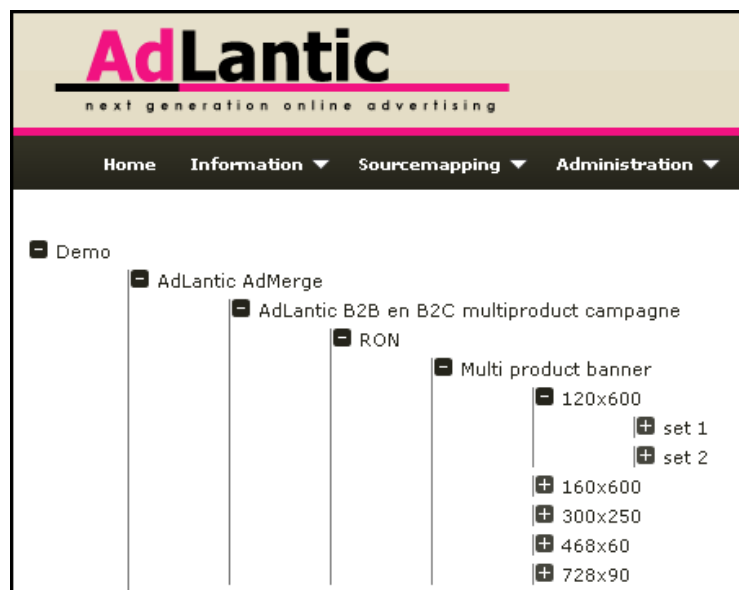 AdLantic
next generation online advertising
Home Information Sourcemapping Administration
Demo
AdLantic AdMerge
AdLantic B2B en B2C multiproduct campagne
RON
Multi product banner
120x600
set 1
set 2
160x600
300x250
468x60
728x90